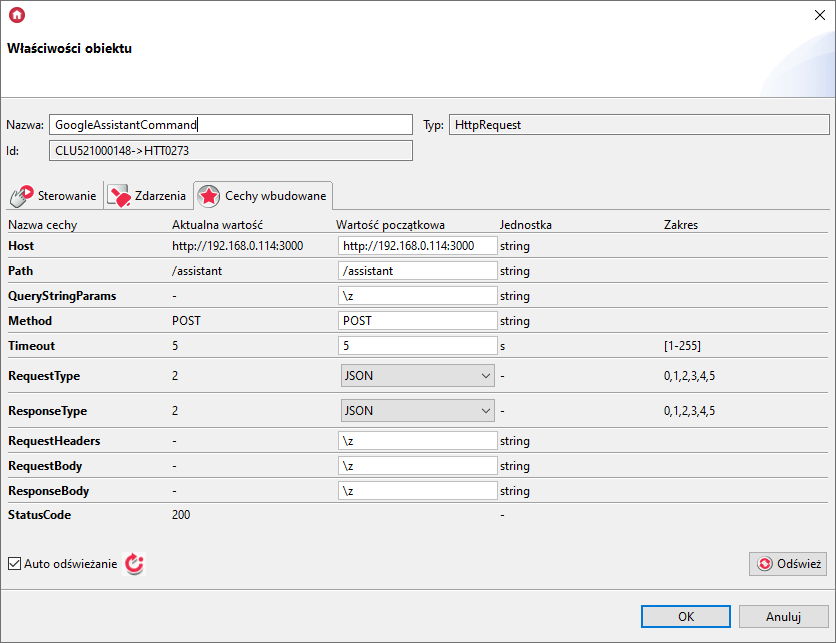 Właściwości obiektu
Nazwa: GoogleAssistantCommand Typ: HttpRequest
Id: CLU521000148->HTT0273
Sterowanie Zdarzenia Cechy wbudowane
Nazwa cechy Aktualna wartość Wartość początkowa Jednostka Zakres
Host http://192.168.0.114:3000 http://192.168.0.114:3000 string
Path /assistant /assistant string
QueryStringParams - \z string
Method POST POST string
Timeout 5 5 s [1-255]
RequestType 2 JSON - 0,1,2,3,4,5
ResponseType 2 JSON - 0,1,2,3,4,5
RequestHeaders - \z string
RequestBody - \z string
ResponseBody - \z string
StatusCode 200 -
Auto odświeżanie Odśwież
OK Anuluj